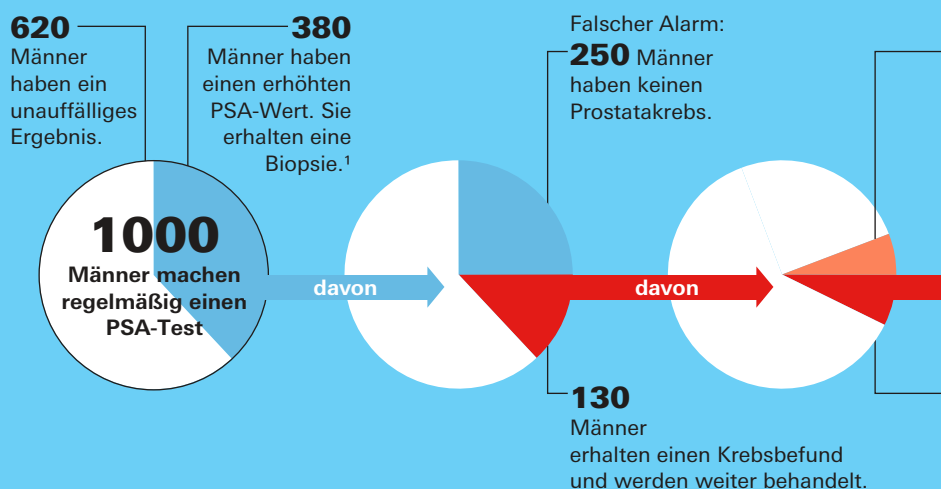 620
Männer
haben ein
unauffälliges
Ergebnis.
380
Männer haben
einen erhöhten
PSA-Wert. Sie
erhalten eine
Biopsie.¹
Falscher Alarm:
250 Männer
haben keinen
Prostatakrebs.
1000
Männer machen
regelmäßig einen
PSA-Test
davon
davon
130
Männer
erhalten einen Krebsbefund
und werden weiter behandelt.